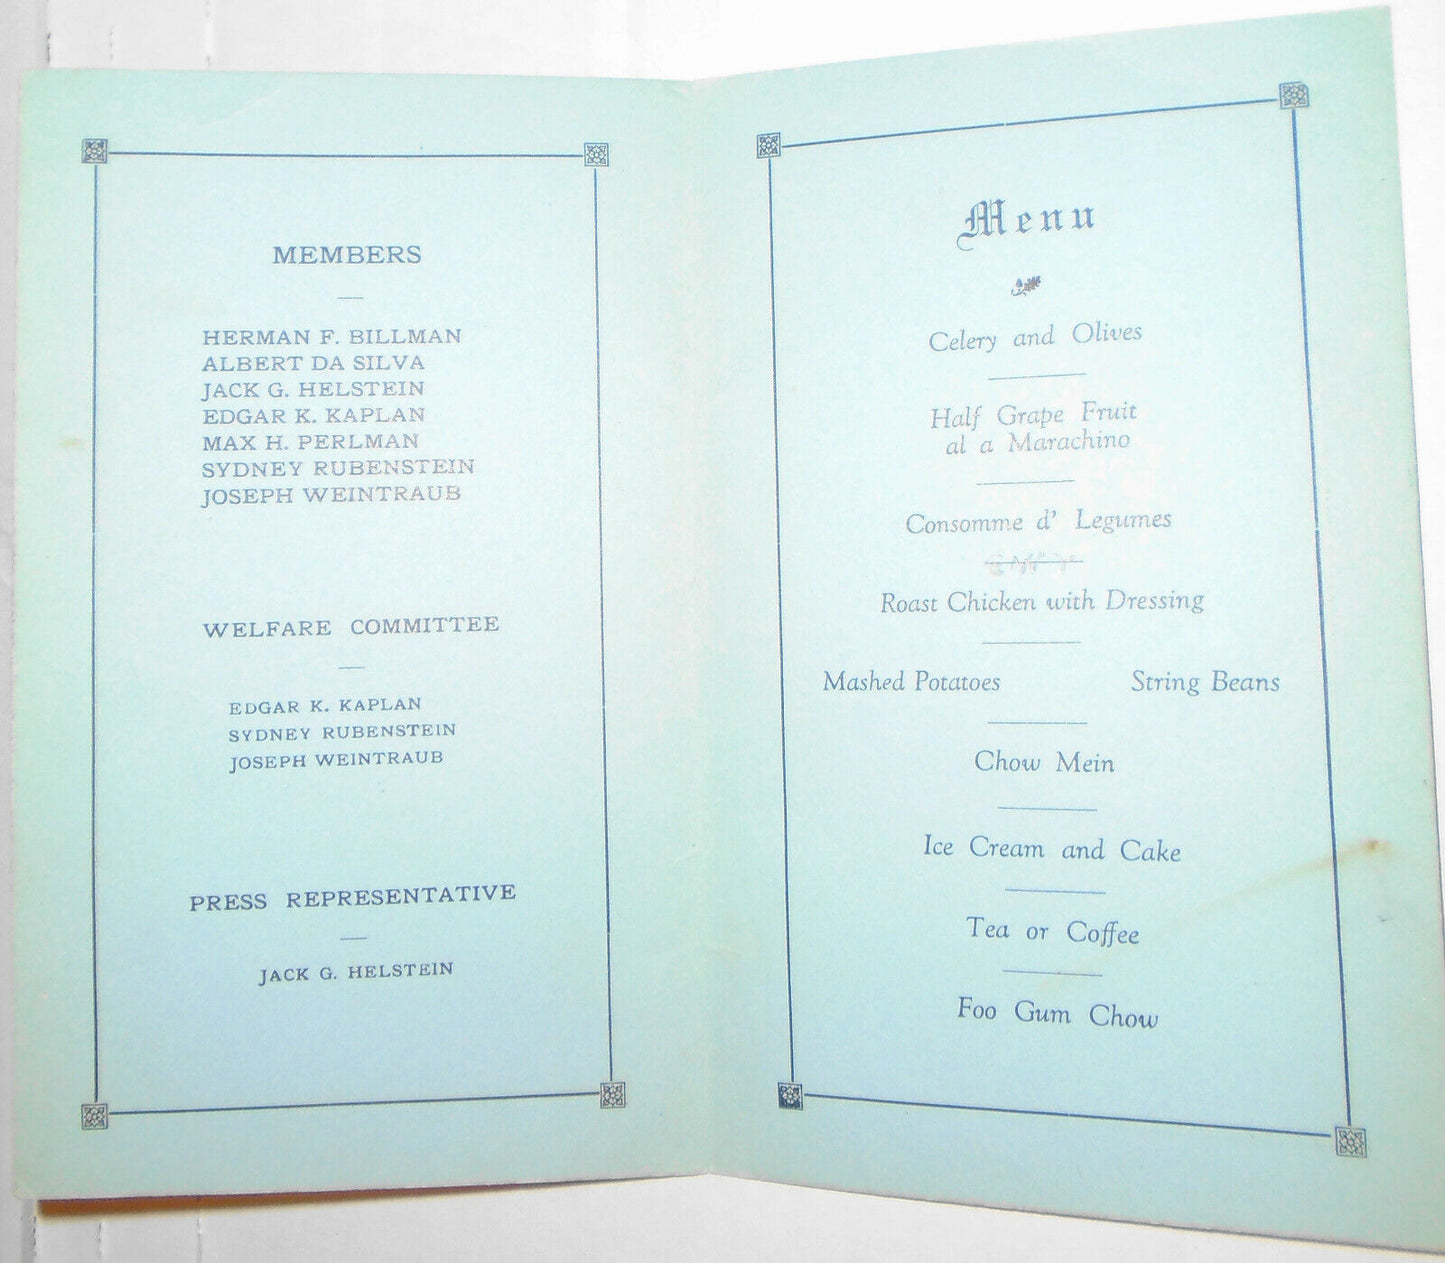 MEMBERS
HERMAN F. BILLMAN
ALBERT DA SILVA
JACK G. HELSTEIN
EDGAR K. KAPLAN
MAX H. PERLMAN
SYDNEY RUBENSTEIN
JOSEPH WEINTRAUB
WELFARE COMMITTEE
EDGAR K. KAPLAN
SYDNEY RUBENSTEIN
JOSEPH WEINTRAUB
PRESS REPRESENTATIVE
JACK G. HELSTEIN
Menu
Celery and Olives
Half Grape Fruit
al a Marachino
Consomme d' Legumes
Roast Chicken with Dressing
Mashed Potatoes String Beans
Chow Mein
Ice Cream and Cake
Tea or Coffee
Foo Gum Chow